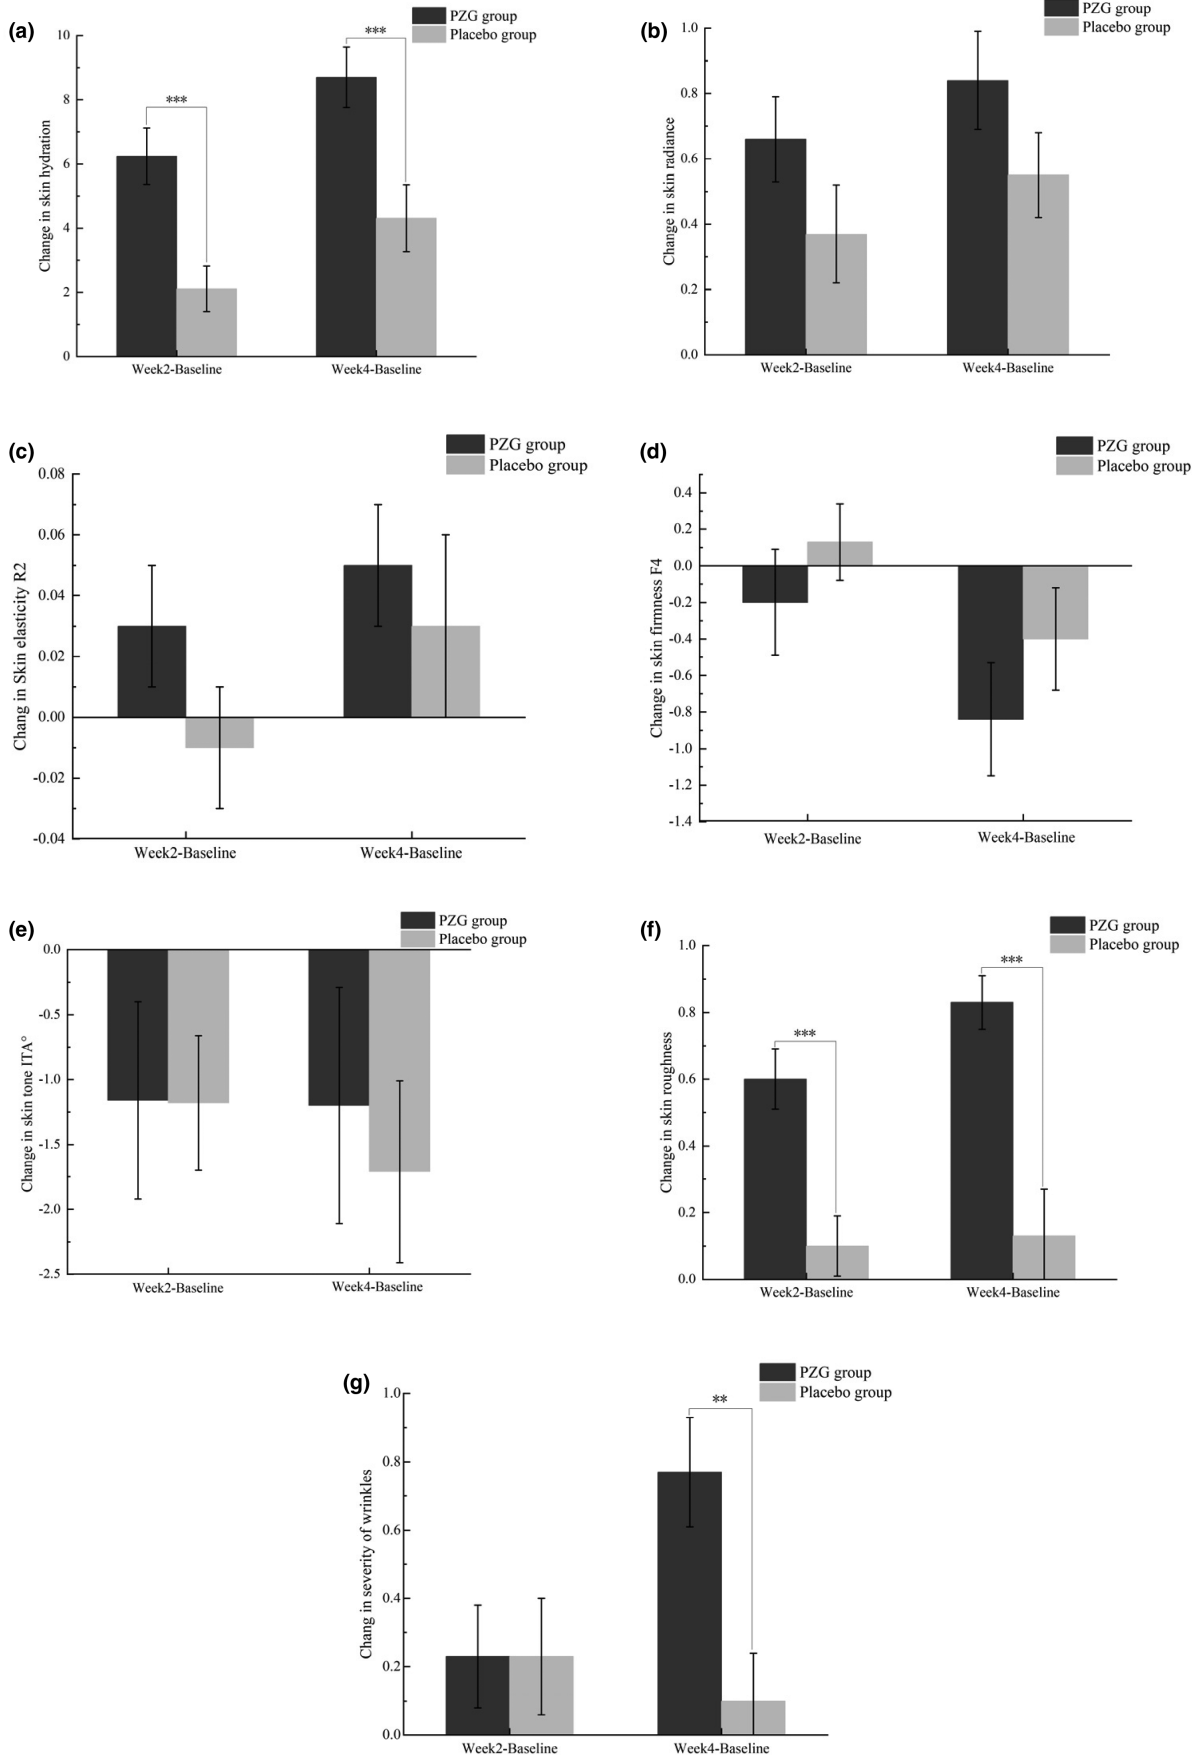 (a)
PZG group
Placebo group
Change in skin hydration
10
8
6
4
2
0
***
***
Week2-Baseline
Week4-Baseline
(b)
PZG group
Placebo group
Change in skin radiance
1.0
0.8
0.6
0.4
0.2
0.0
Week2-Baseline
Week4-Baseline
(c)
PZG group
Placebo group
Chang in Skin elasticity R2
0.08
0.06
0.04
0.02
0.00
-0.02
-0.04
Week2-Baseline
Week4-Baseline
(d)
PZG group
Placebo group
Change in skin firmness F4
0.4
0.2
0.0
-0.2
-0.4
-0.6
-0.8
-1.0
-1.2
-1.4
Week2-Baseline
Week4-Baseline
(e)
PZG group
Placebo group
Change in skin tone ITA°
0.0
-0.5
-1.0
-1.5
-2.0
-2.5
Week2-Baseline
Week4-Baseline
(f)
PZG group
Placebo group
Change in skin roughness
1.0
0.8
0.6
0.4
0.2
0.0
***
***
Week2-Baseline
Week4-Baseline
(g)
PZG group
Placebo group
Chang in severity of wrinkles
1.0
0.8
0.6
0.4
0.2
0.0
**
Week2-Baseline
Week4-Baseline